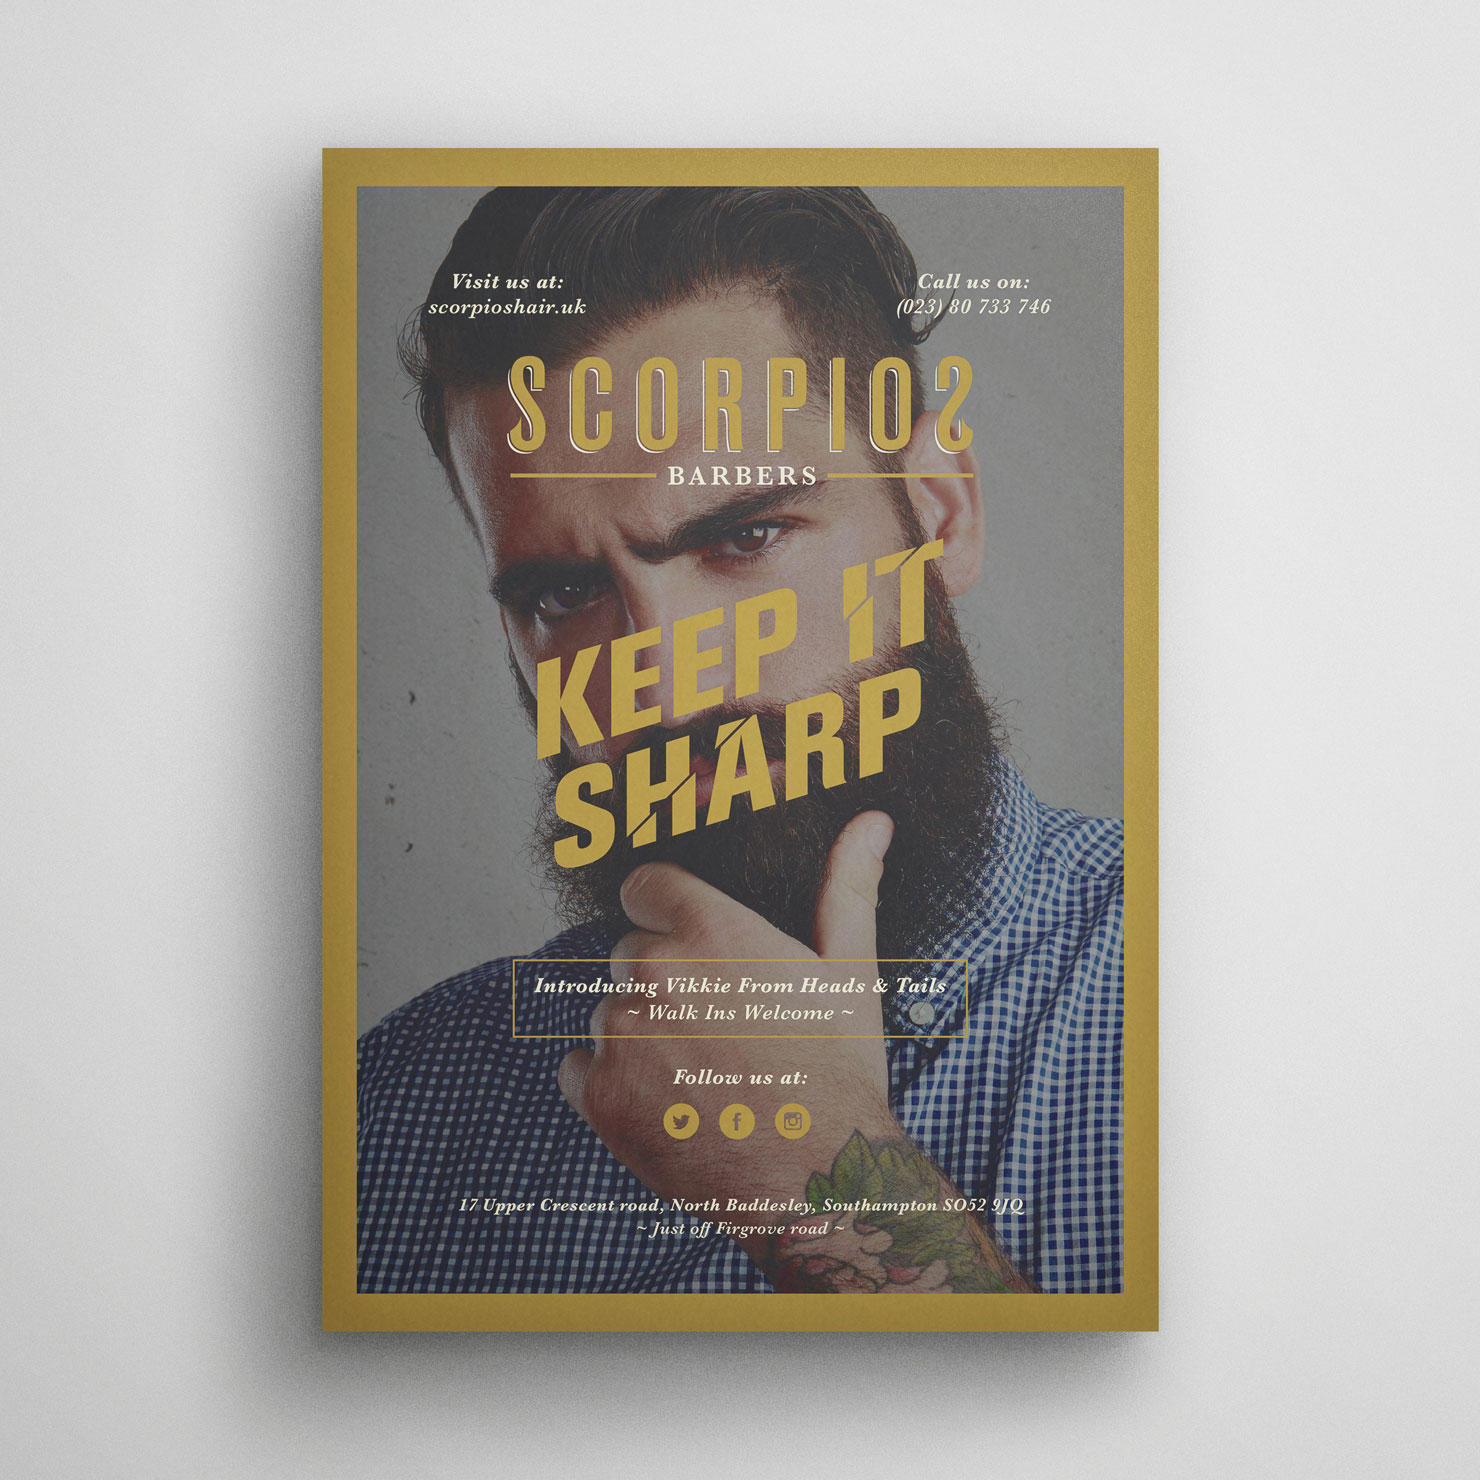 Visit us at:
scorpioshair.uk
Call us on:
(023) 80 733 746
SCORPIOS
BARBERS
KEEP IT
SHARP
Introducing Vikkie From Heads & Tails
~ Walk Ins Welcome ~
Follow us at:
17 Upper Crescent road, North Baddesley, Southampton SO52 9JQ
~ Just off Firgrove road ~